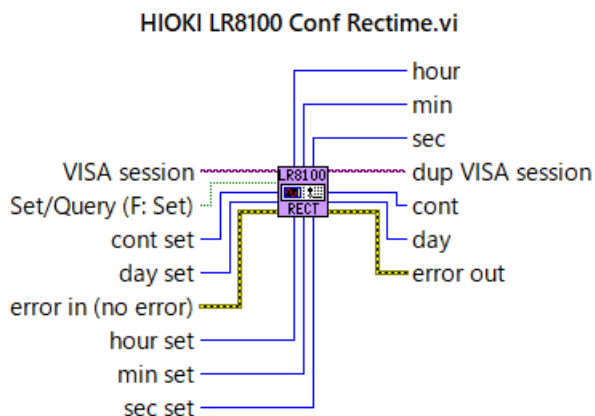 HIOKI LR8100 Conf Rectime.vi
hour
min
sec
VISA session
dup VISA session
Set/Query (F: Set)
cont
cont set
day
day set
error out
error in (no error)
hour set
min set
sec set
LR8100
RECT